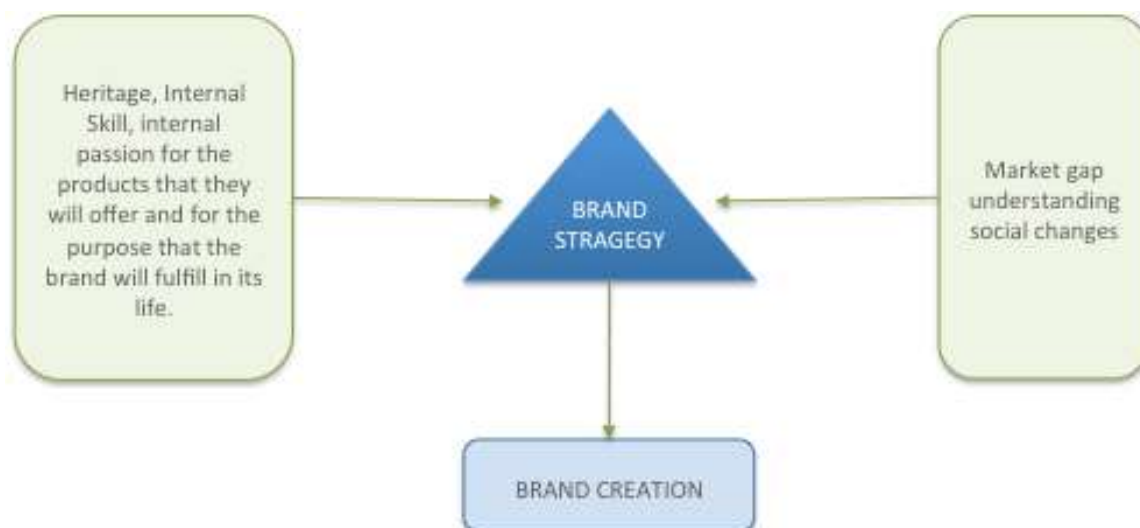 Heritage, Internal
Skill, internal
passion for the
products that they
will offer and for the
purpose that the
brand will fulfill in its
life.
BRAND
STRAGEGY
Market gap
understanding
social changes
BRAND CREATION